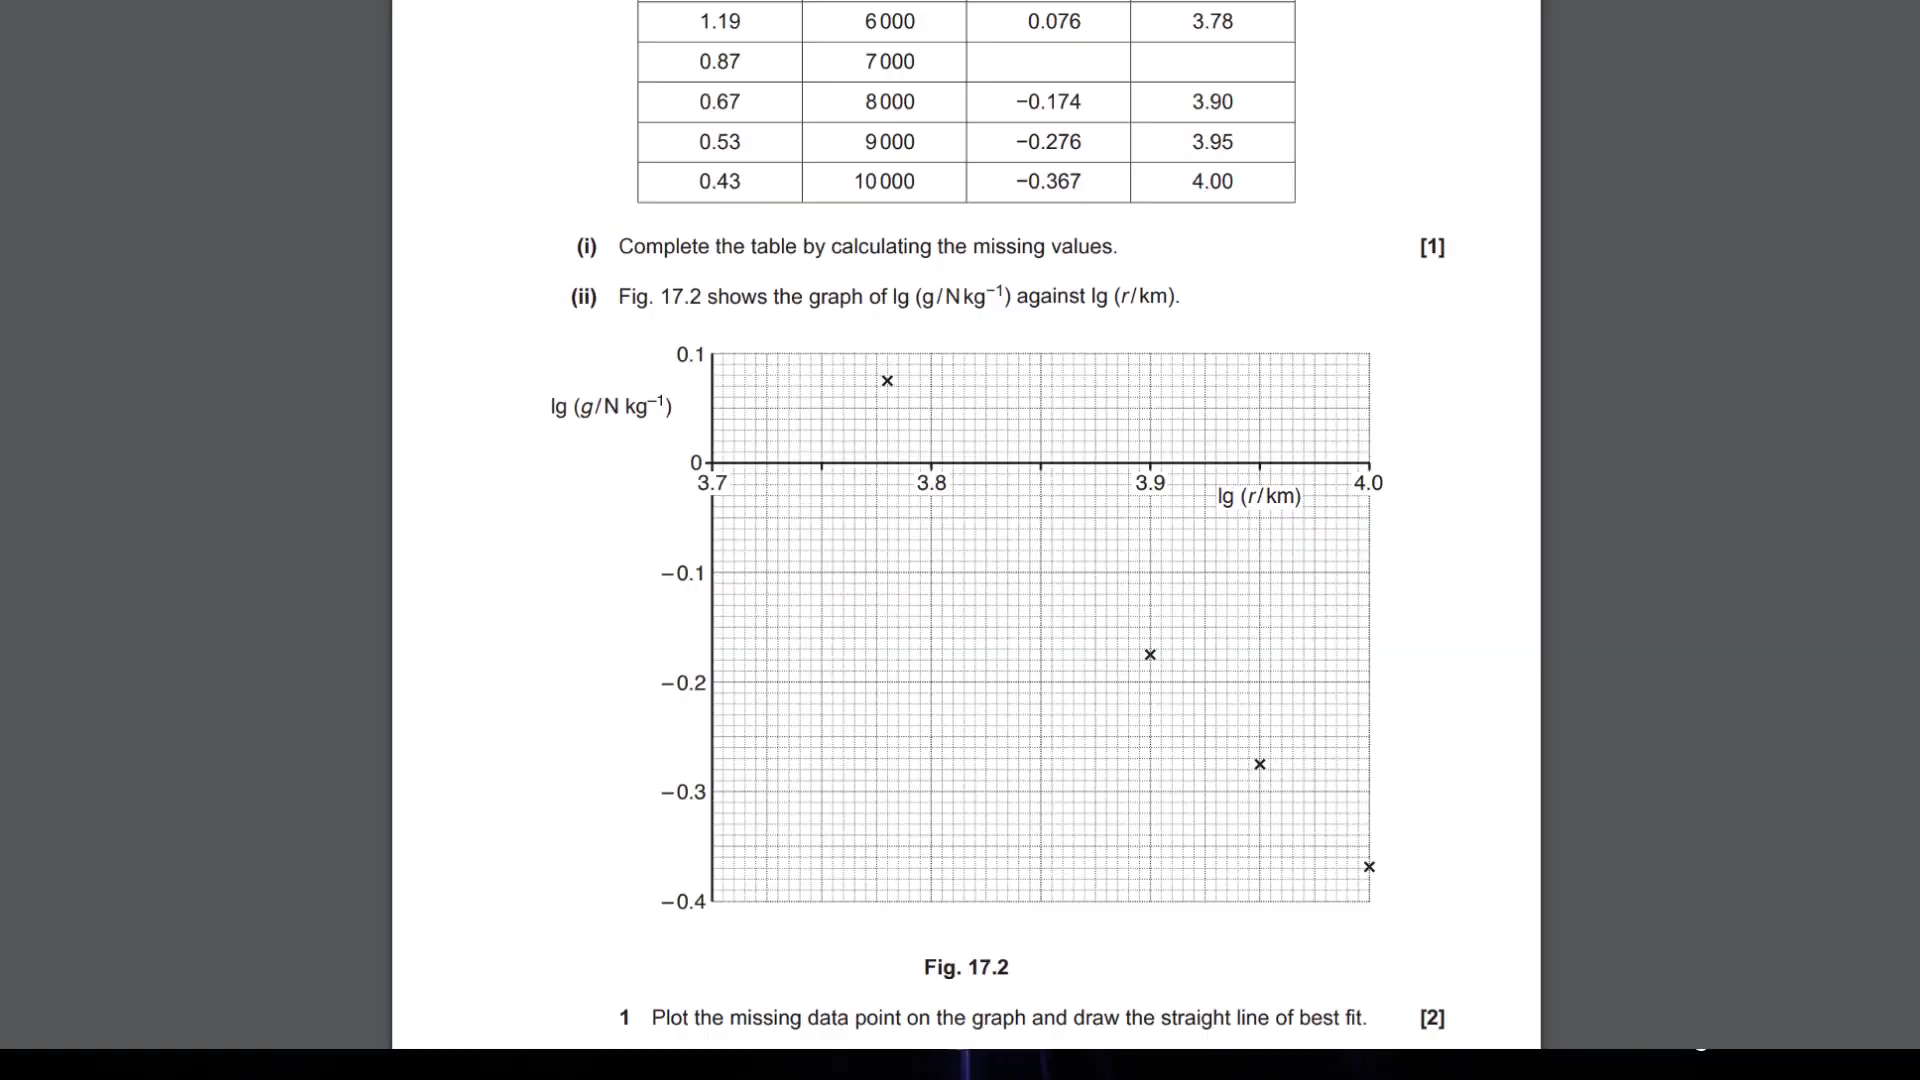 1.19 6000 0.076 3.78
0.87 7000
0.67 8000 −0.174 3.90
0.53 9000 −0.276 3.95
0.43 10000 −0.367 4.00
(i) Complete the table by calculating the missing values. [1]
(ii) Fig. 17.2 shows the graph of lg (g/N kg⁻¹) against lg (r/km).
0.1
lg (g/N kg⁻¹)
0
3.7 3.8 3.9 4.0
lg (r/km)
−0.1
−0.2
−0.3
−0.4
Fig. 17.2
1 Plot the missing data point on the graph and draw the straight line of best fit. [2]